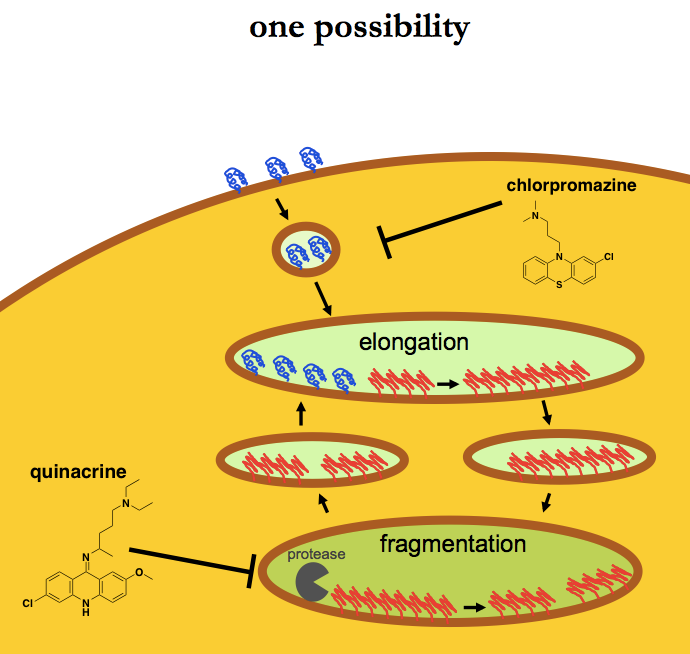 one possibility
chlorpromazine
N
N
Cl
S
elongation
quinacrine
N
fragmentation
protease
N
O
Cl
N
H